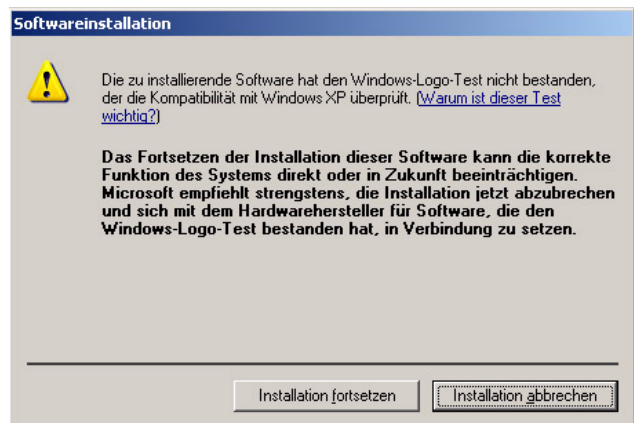 Softwareinstallation
Die zu installierende Software hat den Windows-Logo-Test nicht bestanden,
der die Kompatibilität mit Windows XP überprüft. (Warum ist dieser Test
wichtig?)
Das Fortsetzen der Installation dieser Software kann die korrekte
Funktion des Systems direkt oder in Zukunft beeinträchtigen.
Microsoft empfiehlt strengstens, die Installation jetzt abzubrechen
und sich mit dem Hardwarehersteller für Software, die den
Windows-Logo-Test bestanden hat, in Verbindung zu setzen.
Installation fortsetzen
Installation abbrechen